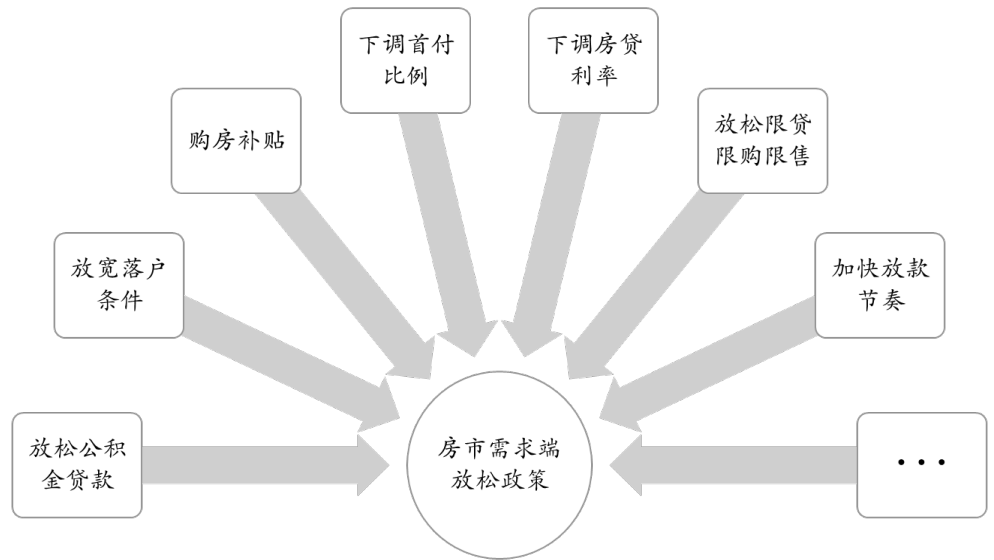 下调首付
比例
下调房贷
利率
购房补贴
放松限贷
限购限售
放宽落户
条件
加快放款
节奏
放松公积
金贷款
房市需求端
放松政策
...